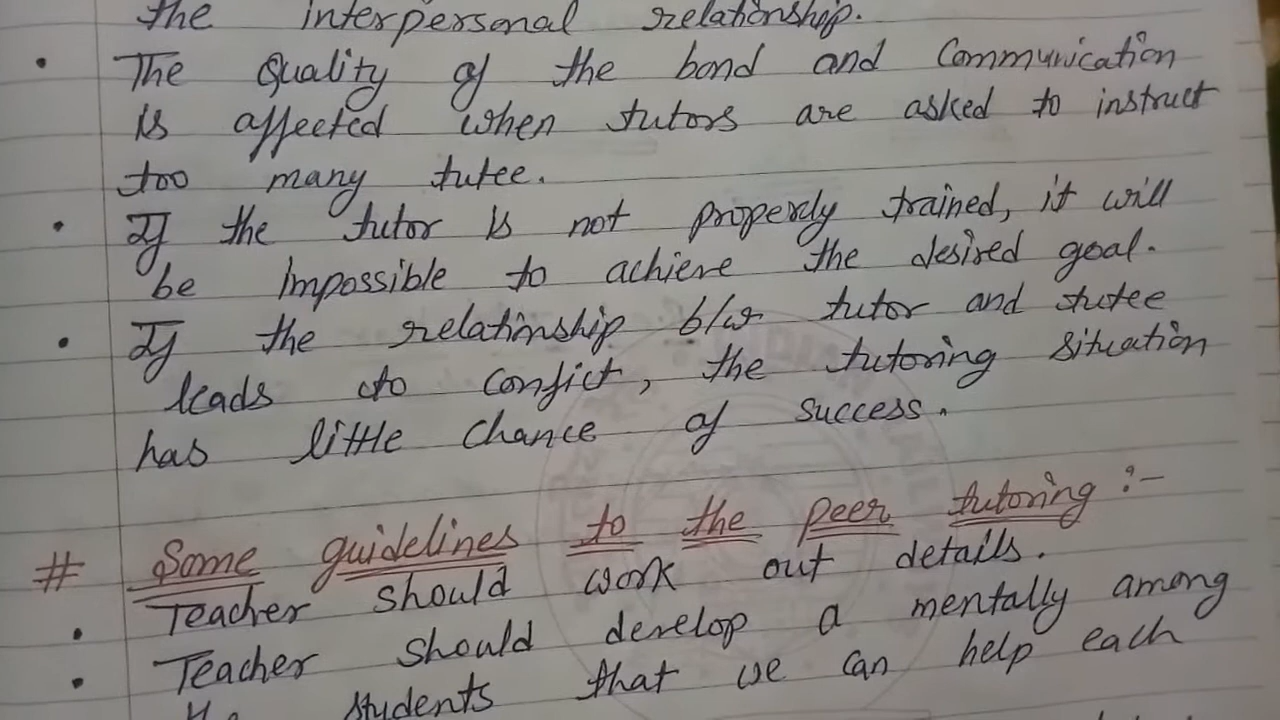 the interpersonal relationship.
• The Quality of the bond and Communication
is affected when tutors are asked to instruct
too many tutee.
• If the tutor is not properly trained, it will
be impossible to achieve the desired goal.
• If the relatinship b/w tutor and tutee
leads to confict, the tutoring situation
has little chance of success.
# Some guidelines to the peer tutoring :-
• Teacher should work out details.
• Teacher should develop a mentally among
students that we can help each